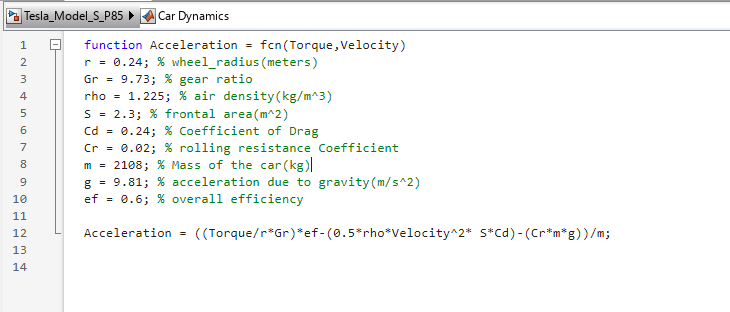 Tesla_Model_S_P85 Car Dynamics
1 function Acceleration = fcn(Torque,Velocity)
2 r = 0.24; % wheel_radius(meters)
3 Gr = 9.73; % gear ratio
4 rho = 1.225; % air density(kg/m^3)
5 S = 2.3; % frontal area(m^2)
6 Cd = 0.24; % Coefficient of Drag
7 Cr = 0.02; % rolling resistance Coefficient
8 m = 2108; % Mass of the car(kg)
9 g = 9.81; % acceleration due to gravity(m/s^2)
10 ef = 0.6; % overall efficiency
11
12 Acceleration = ((Torque/r*Gr)*ef-(0.5*rho*Velocity^2* S*Cd)-(Cr*m*g))/m;
13
14